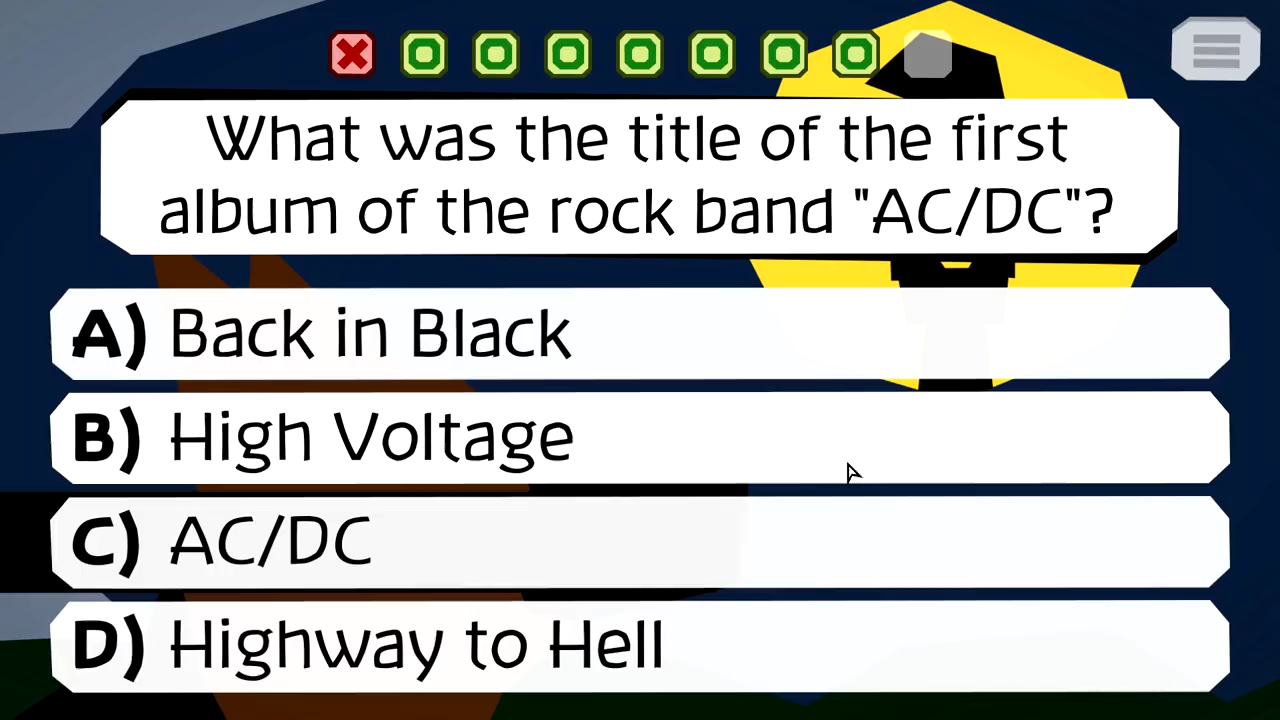 What was the title of the first
album of the rock band "AC/DC"?
A) Back in Black
B) High Voltage
C) AC/DC
D) Highway to Hell